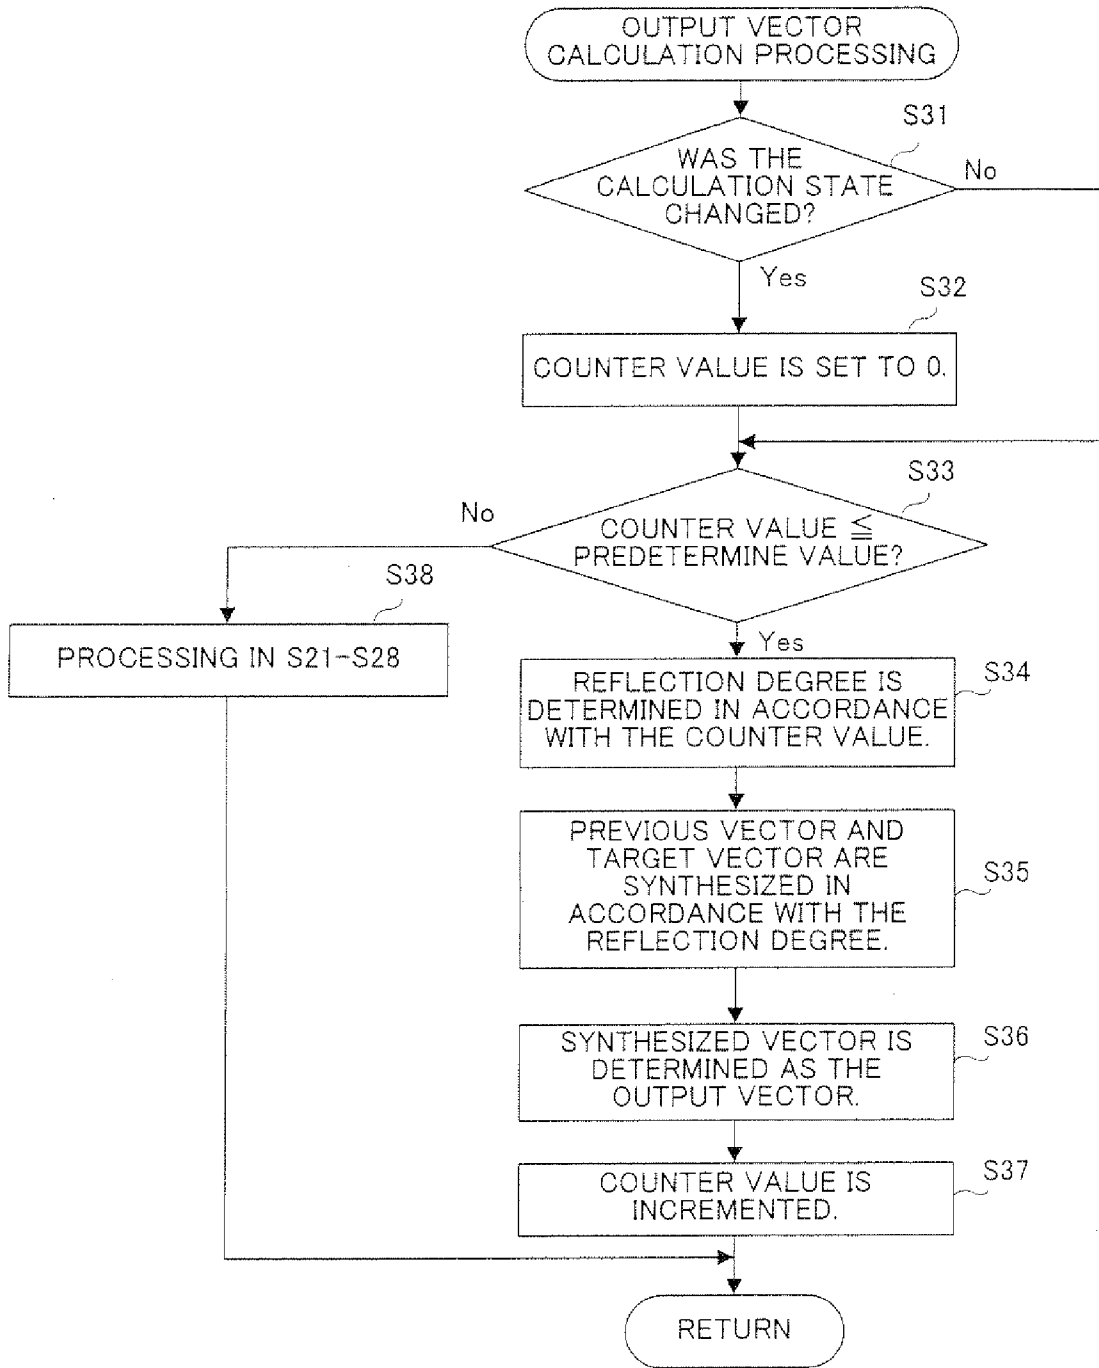 OUTPUT VECTOR
CALCULATION PROCESSING
S31
WAS THE
CALCULATION STATE
CHANGED?
No
Yes
S32
COUNTER VALUE IS SET TO 0.
S33
No
COUNTER VALUE ≦
PREDETERMINE VALUE?
S38
Yes
PROCESSING IN S21-S28
S34
REFLECTION DEGREE IS
DETERMINED IN ACCORDANCE
WITH THE COUNTER VALUE.
PREVIOUS VECTOR AND
TARGET VECTOR ARE
SYNTHESIZED IN
ACCORDANCE WITH THE
REFLECTION DEGREE.
S35
S36
SYNTHESIZED VECTOR IS
DETERMINED AS THE
OUTPUT VECTOR.
S37
COUNTER VALUE IS
INCREMENTED.
RETURN